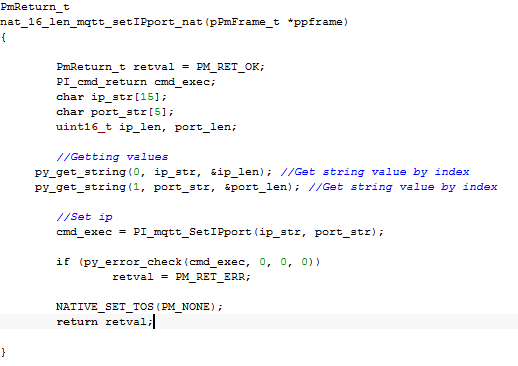 PmReturn_t
nat_16_len_mqtt_setIPport_nat(pPmFrame_t *ppframe)
{
PmReturn_t retval = PM_RET_OK;
PI_cmd_return cmd_exec;
char ip_str[15];
char port_str[5];
uint16_t ip_len, port_len;
//Getting values
py_get_string(0, ip_str, &ip_len); //Get string value by index
py_get_string(1, port_str, &port_len); //Get string value by index
//Set ip
cmd_exec = PI_mqtt_SetIPport(ip_str, port_str);
if (py_error_check(cmd_exec, 0, 0, 0))
retval = PM_RET_ERR;
NATIVE_SET_TOS(PM_NONE);
return retval;
}